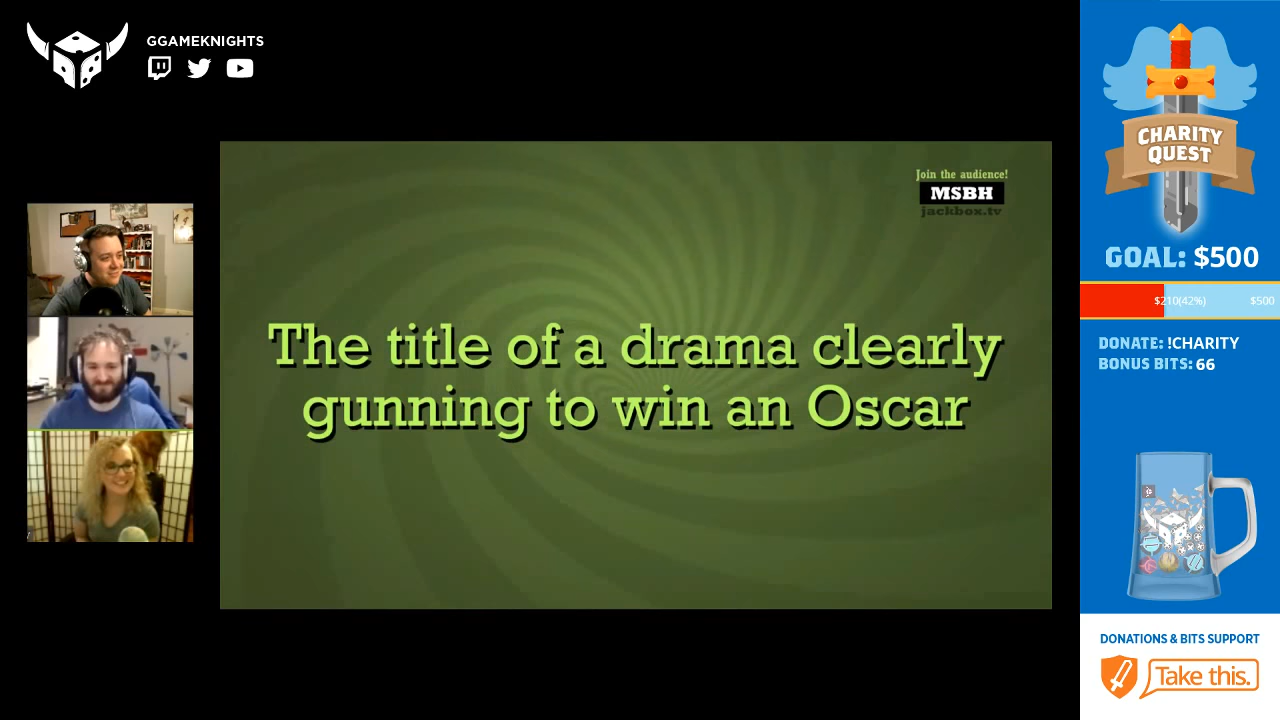 GGAMEKNIGHTS
Join the audience!
MSBH
jackbox.tv
The title of a drama clearly
gunning to win an Oscar
CHARITY
QUEST
GOAL: $500
$210(42%) $500
DONATE: !CHARITY
BONUS BITS: 66
DONATIONS & BITS SUPPORT
Take this.